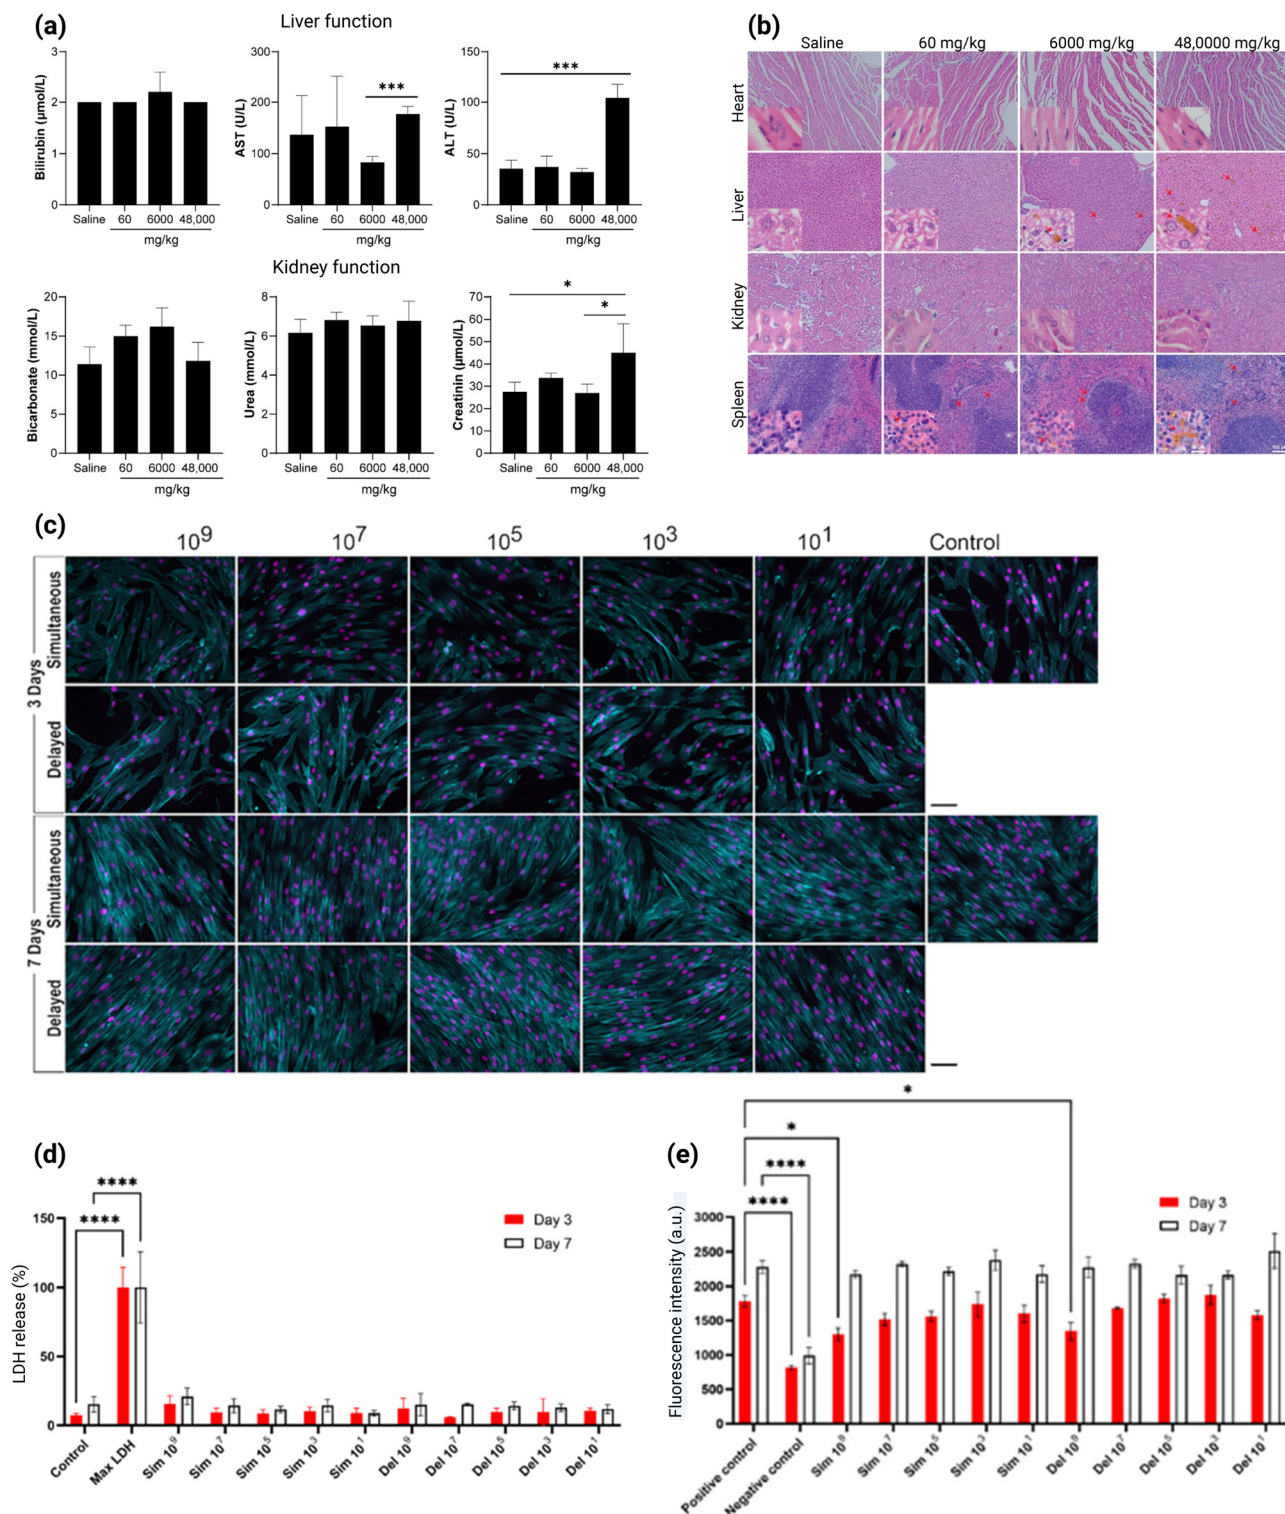 (a)
Liver function
Bilirubin (µmol/L)
3
2
1
0
Saline 60 6000 48,000
mg/kg
AST (U/L)
300
200
100
0
***
Saline 60 6000 48,000
mg/kg
ALT (U/L)
150
100
50
0
***
Saline 60 6000 48,000
mg/kg
Kidney function
Bicarbonate (mmol/L)
20
15
10
5
0
Saline 60 6000 48,000
mg/kg
Urea (mmol/L)
8
6
4
2
0
Saline 60 6000 48,000
mg/kg
Creatinin (µmol/L)
70
60
50
40
30
20
10
0
*
*
Saline 60 6000 48,000
mg/kg
(b)
Saline 60 mg/kg 6000 mg/kg 48,0000 mg/kg
Heart
Liver
Kidney
Spleen
(c)
10⁹ 10⁷ 10⁵ 10³ 10¹ Control
3 Days
Simultaneous
Delayed
7 Days
Simultaneous
Delayed
(d)
LDH release (%)
150
100
50
0
****
****
Day 3
Day 7
Control
Max LDH
Sim 10⁹
Sim 10⁷
Sim 10⁵
Sim 10³
Sim 10¹
Del 10⁹
Del 10⁷
Del 10⁵
Del 10³
Del 10¹
(e)
Fluorescence intensity (a.u.)
3000
2500
2000
1500
1000
500
0
*
*
****
****
Day 3
Day 7
Positive control
Negative control
Sim 10⁹
Sim 10⁷
Sim 10⁵
Sim 10³
Sim 10¹
Del 10⁹
Del 10⁷
Del 10⁵
Del 10³
Del 10¹